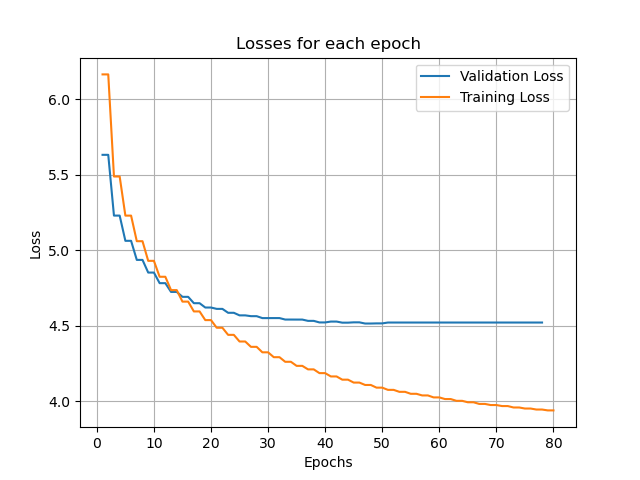 Losses for each epoch
Validation Loss
Training Loss
6.0
5.5
5.0
4.5
4.0
Loss
0 10 20 30 40 50 60 70 80
Epochs